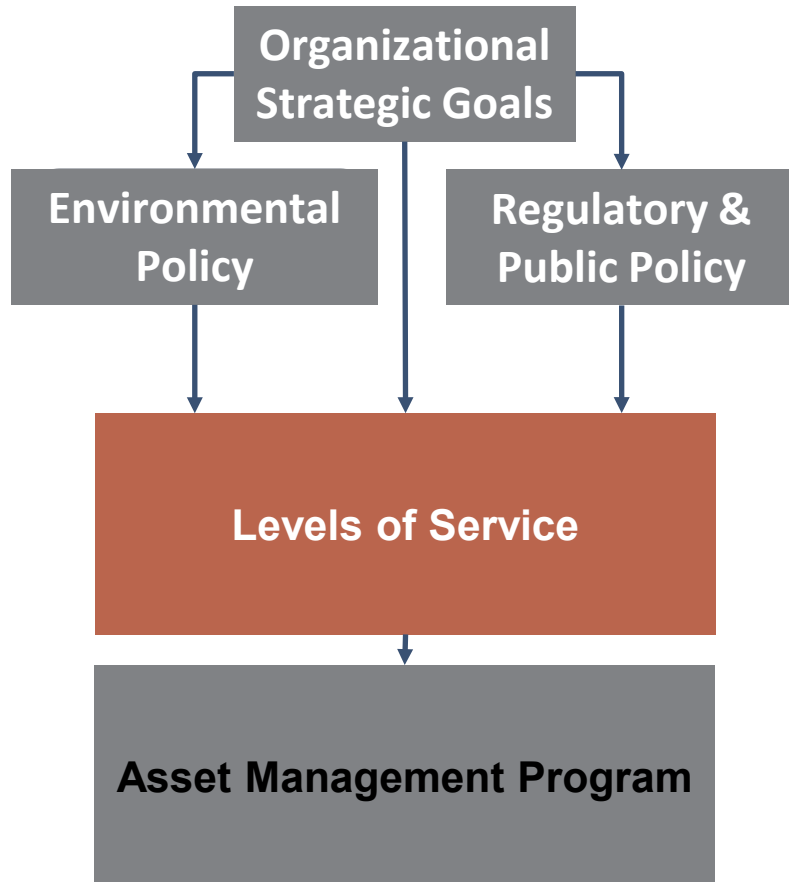 Organizational
Strategic Goals
Environmental
Policy
Regulatory &
Public Policy
Levels of Service
Asset Management Program